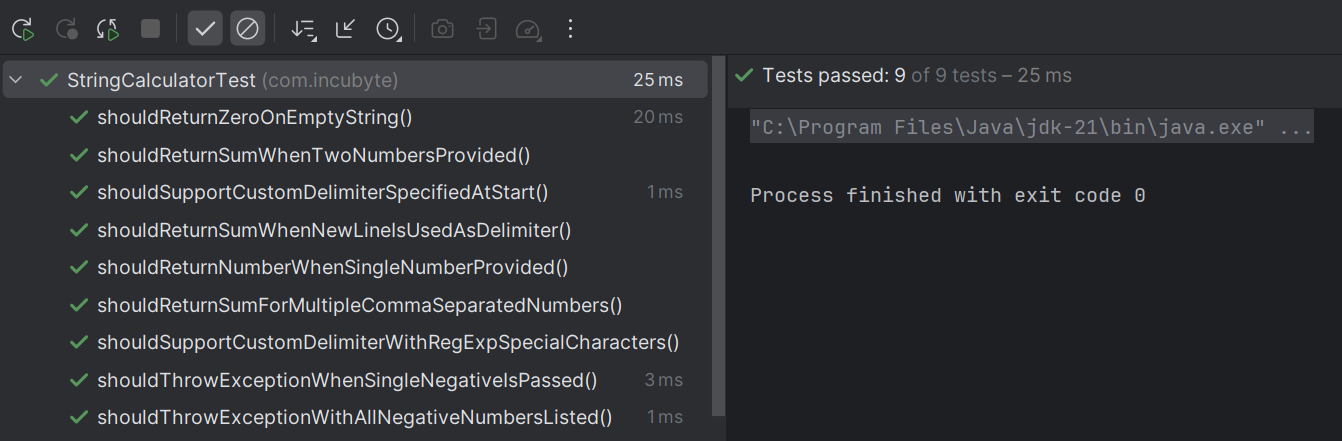 StringCalculatorTest (com.incubyte) 25 ms
shouldReturnZeroOnEmptyString() 20 ms
shouldReturnSumWhenTwoNumbersProvided()
shouldSupportCustomDelimiterSpecifiedAtStart() 1 ms
shouldReturnSumWhenNewLineIsUsedAsDelimiter()
shouldReturnNumberWhenSingleNumberProvided()
shouldReturnSumForMultipleCommaSeparatedNumbers()
shouldSupportCustomDelimiterWithRegExpSpecialCharacters()
shouldThrowExceptionWhenSingleNegativeIsPassed() 3 ms
shouldThrowExceptionWithAllNegativeNumbersListed() 1 ms
Tests passed: 9 of 9 tests – 25 ms
"C:\Program Files\Java\jdk-21\bin\java.exe" ...
Process finished with exit code 0